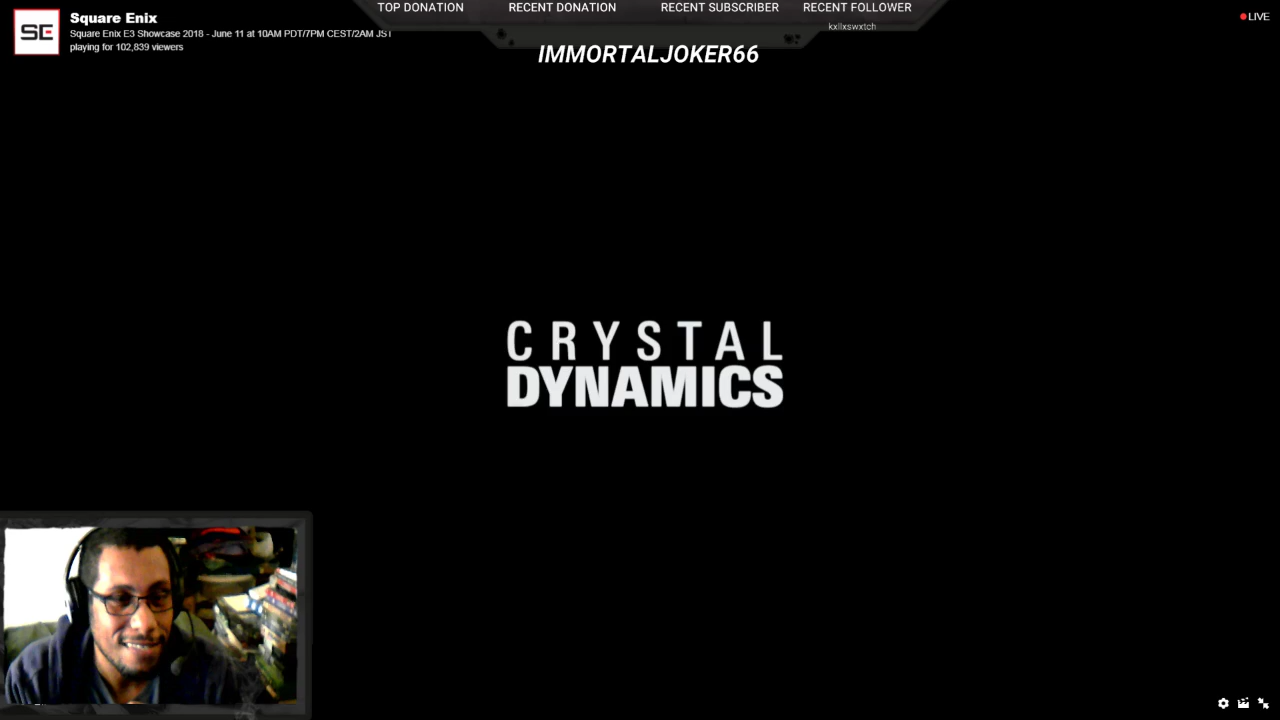 Square Enix
Square Enix E3 Showcase 2018 - June 11 at 10AM PDT/7PM CEST/2AM JST
playing for 102,839 viewers
TOP DONATION
RECENT DONATION
RECENT SUBSCRIBER
RECENT FOLLOWER
kxllxswxtch
LIVE
IMMORTALJOKER66
SE
CRYSTAL
DYNAMICS